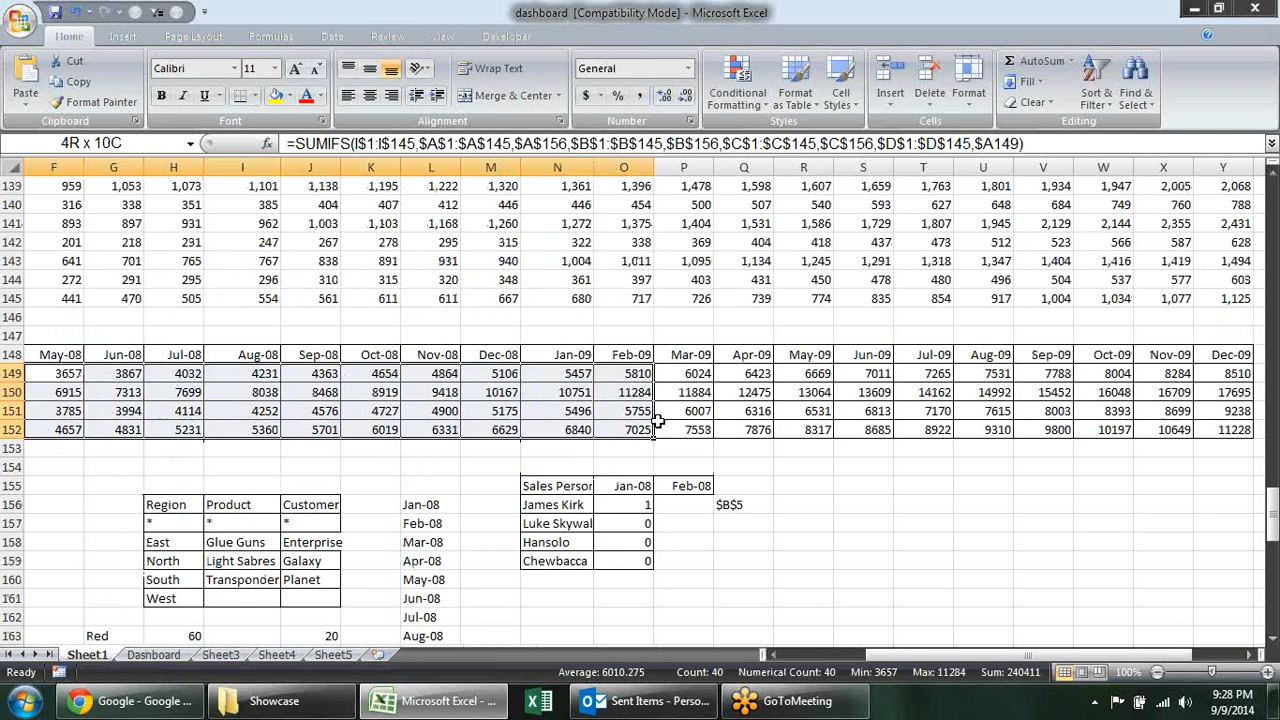 dashboard [Compatibility Mode] - Microsoft Excel
Home Insert Page Layout Formulas Data Review View Developer
Paste Cut Copy Format Painter Clipboard
Calibri 11 A A B I U A Font
Wrap Text Merge & Center Alignment
General $ % , Number
Conditional Formatting Format as Table Cell Styles Styles
Insert Delete Format Cells
Σ AutoSum Fill Clear Sort & Filter Find & Select Editing
4R x 10C fx =SUMIFS(I$1:I$145,$A$1:$A$145,$A$156,$B$1:$B$145,$B$156,$C$1:$C$145,$C$156,$D$1:$D$145,$A149)
F G H I J K L M N O P Q R S T U V W X Y
139 959 1,053 1,073 1,101 1,138 1,195 1,222 1,320 1,361 1,396 1,478 1,598 1,607 1,659 1,763 1,801 1,934 1,947 2,005 2,068
140 316 338 351 385 404 407 412 446 446 454 500 507 540 593 627 648 684 749 760 788
141 893 897 931 962 1,003 1,103 1,168 1,260 1,272 1,375 1,404 1,531 1,586 1,729 1,807 1,945 2,129 2,144 2,355 2,431
142 201 218 231 247 267 278 295 315 322 338 369 404 418 437 473 512 523 566 587 628
143 641 701 765 767 838 891 931 940 1,004 1,011 1,095 1,134 1,245 1,291 1,318 1,347 1,404 1,416 1,419 1,494
144 272 291 295 296 310 315 320 348 361 397 403 431 450 478 480 496 504 537 577 603
145 441 470 505 554 561 611 611 667 680 717 726 739 774 835 854 917 1,004 1,034 1,077 1,125
146
147
148 May-08 Jun-08 Jul-08 Aug-08 Sep-08 Oct-08 Nov-08 Dec-08 Jan-09 Feb-09 Mar-09 Apr-09 May-09 Jun-09 Jul-09 Aug-09 Sep-09 Oct-09 Nov-09 Dec-09
149 3657 3867 4032 4231 4363 4654 4864 5106 5457 5810 6024 6423 6669 7011 7265 7531 7788 8004 8284 8510
150 6915 7313 7699 8038 8468 8919 9418 10167 10751 11284 11884 12475 13064 13609 14162 14992 15452 16048 16709 17695
151 3785 3994 4114 4252 4576 4727 4900 5175 5496 5755 6007 6316 6531 6813 7170 7615 8003 8393 8699 9238
152 4657 4831 5231 5360 5701 6019 6331 6629 6840 7025 7553 7876 8317 8685 8922 9310 9800 10197 10649 11228
153
154
155 Sales Person Jan-08 Feb-08
156 Region Product Customer Jan-08 James Kirk 1 $B$5
157 * * * Feb-08 Luke Skywal 0
158 East Glue Guns Enterprise Mar-08 Hansolo 0
159 North Light Sabres Galaxy Apr-08 Chewbacca 0
160 South Transponder Planet May-08
161 West Jun-08
162 Jul-08
163 Red 60 20 Aug-08
Sheet1 Dashboard Sheet3 Sheet4 Sheet5
Ready Average: 6010.275 Count: 40 Numerical Count: 40 Min: 3657 Max: 11284 Sum: 240411 100%
Google - Google ... Showcase Microsoft Excel - ... Sent Items - Perso... GoToMeeting
9:28 PM
9/9/2014